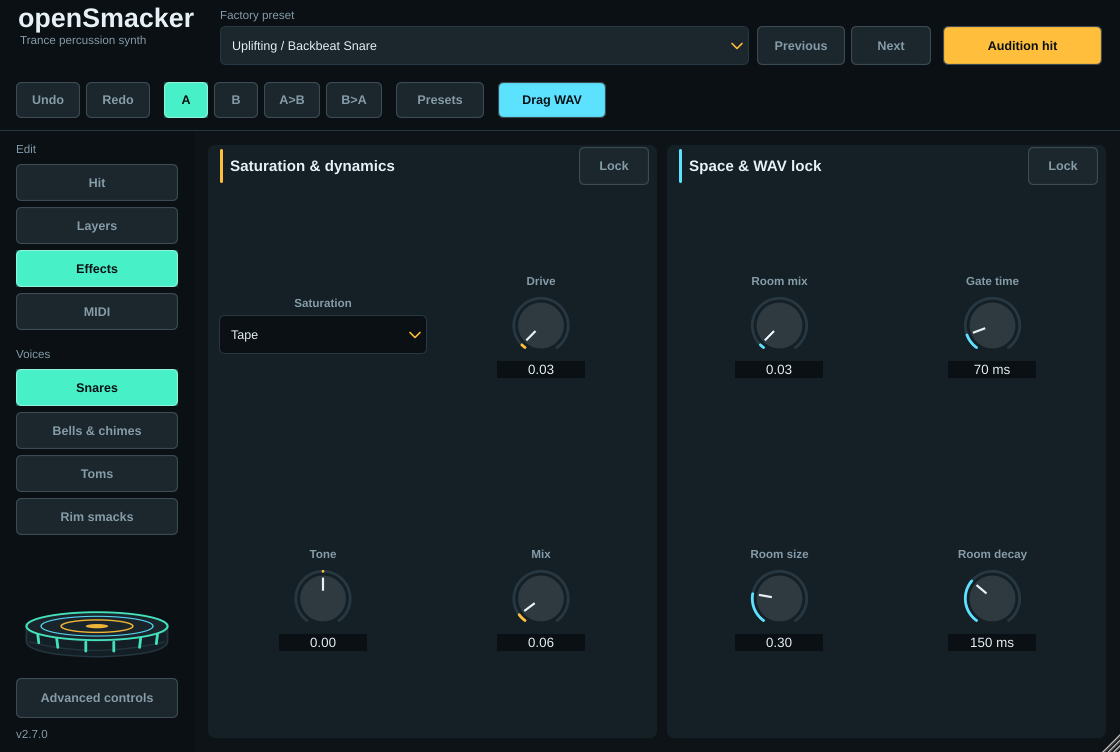 openSmacker
Trance percussion synth
Factory preset
Uplifting / Backbeat Snare
Previous
Next
Audition hit
Undo
Redo
A
B
A>B
B>A
Presets
Drag WAV
Edit
Hit
Layers
Effects
MIDI
Voices
Snares
Bells & chimes
Toms
Rim smacks
Advanced controls
v2.7.0
Saturation & dynamics
Lock
Saturation
Tape
Drive
0.03
Tone
0.00
Mix
0.06
Space & WAV lock
Lock
Room mix
0.03
Gate time
70 ms
Room size
0.30
Room decay
150 ms